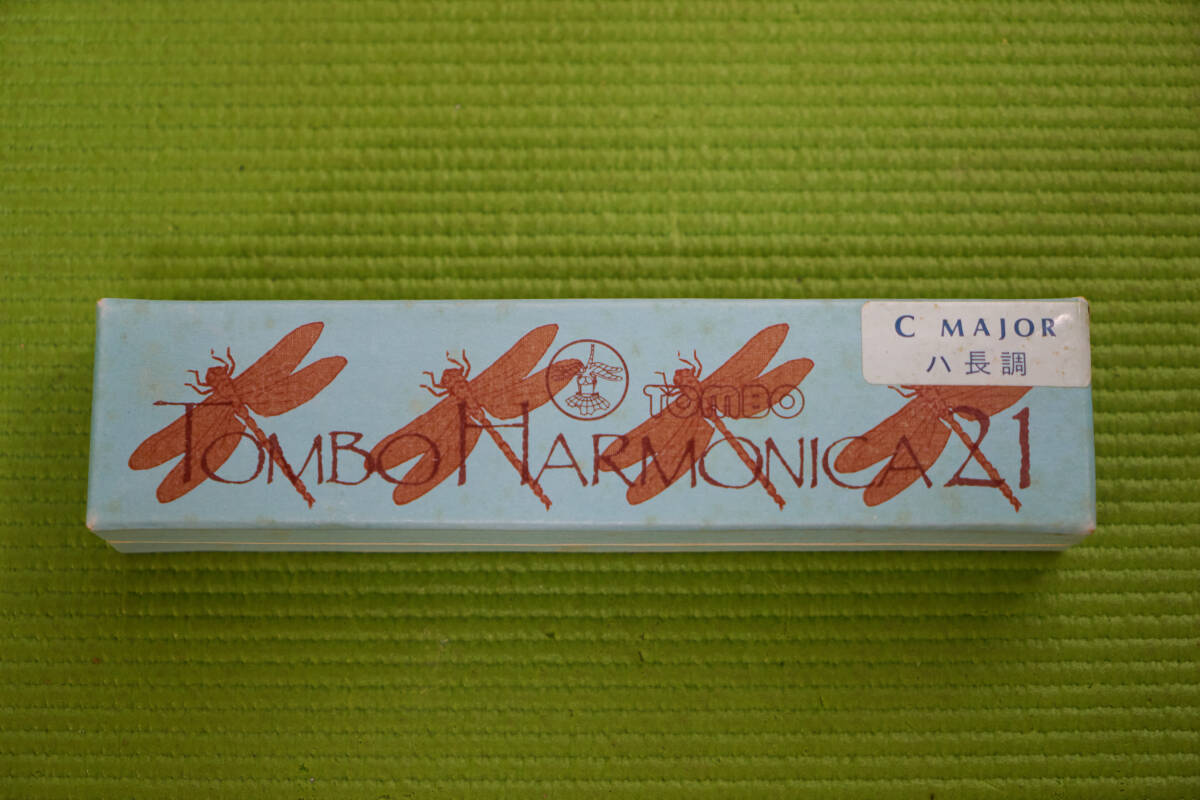 C MAJOR
ハ長調
TOMBO
TOMBO HARMONICA 21